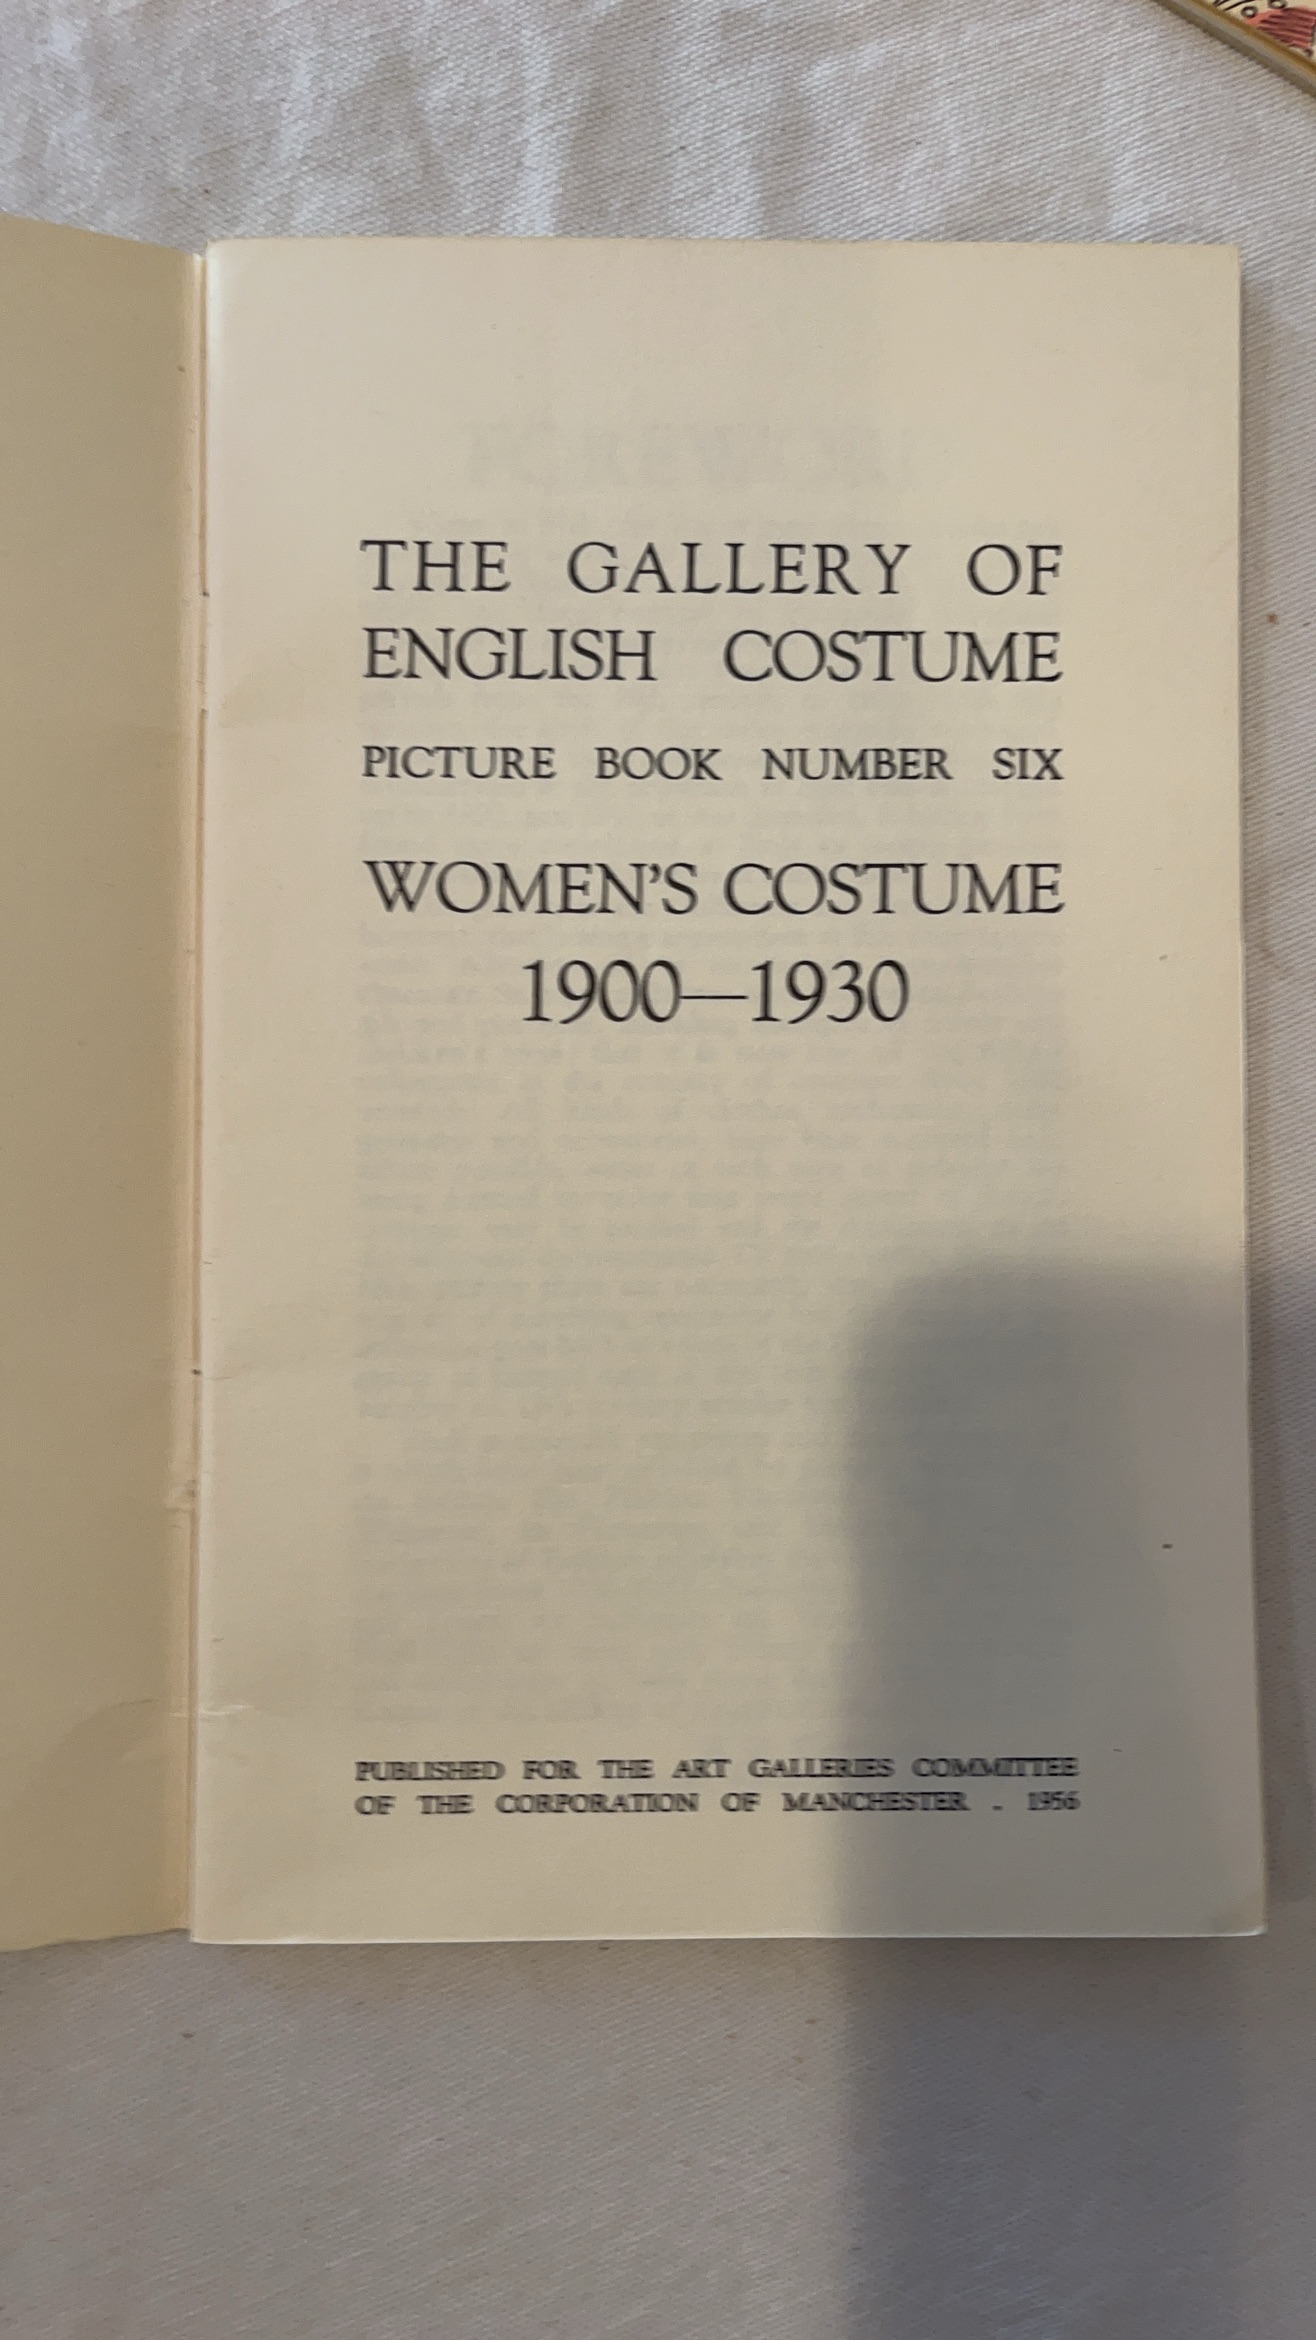 THE GALLERY OF
ENGLISH COSTUME
PICTURE BOOK NUMBER SIX
WOMEN'S COSTUME
1900—1930
PUBLISHED FOR THE ART GALLERIES COMMITTEE
OF THE CORPORATION OF MANCHESTER . 1956